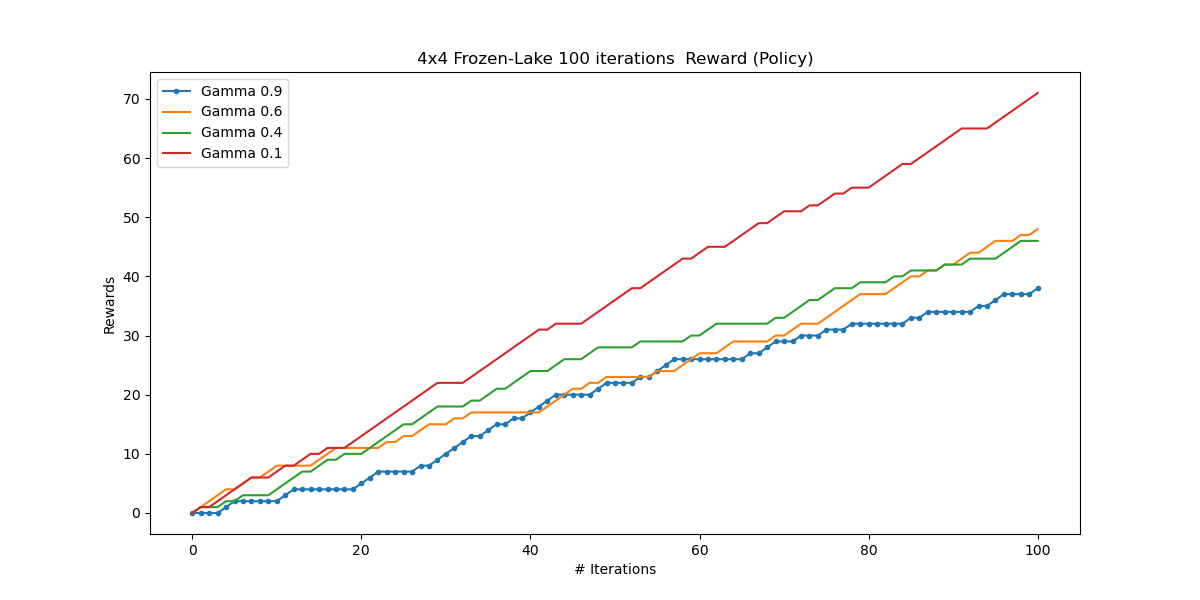 4x4 Frozen-Lake 100 iterations  Reward (Policy)
Gamma 0.9
Gamma 0.6
Gamma 0.4
Gamma 0.1
70
60
50
40
30
20
10
0
Rewards
0 20 40 60 80 100
# Iterations